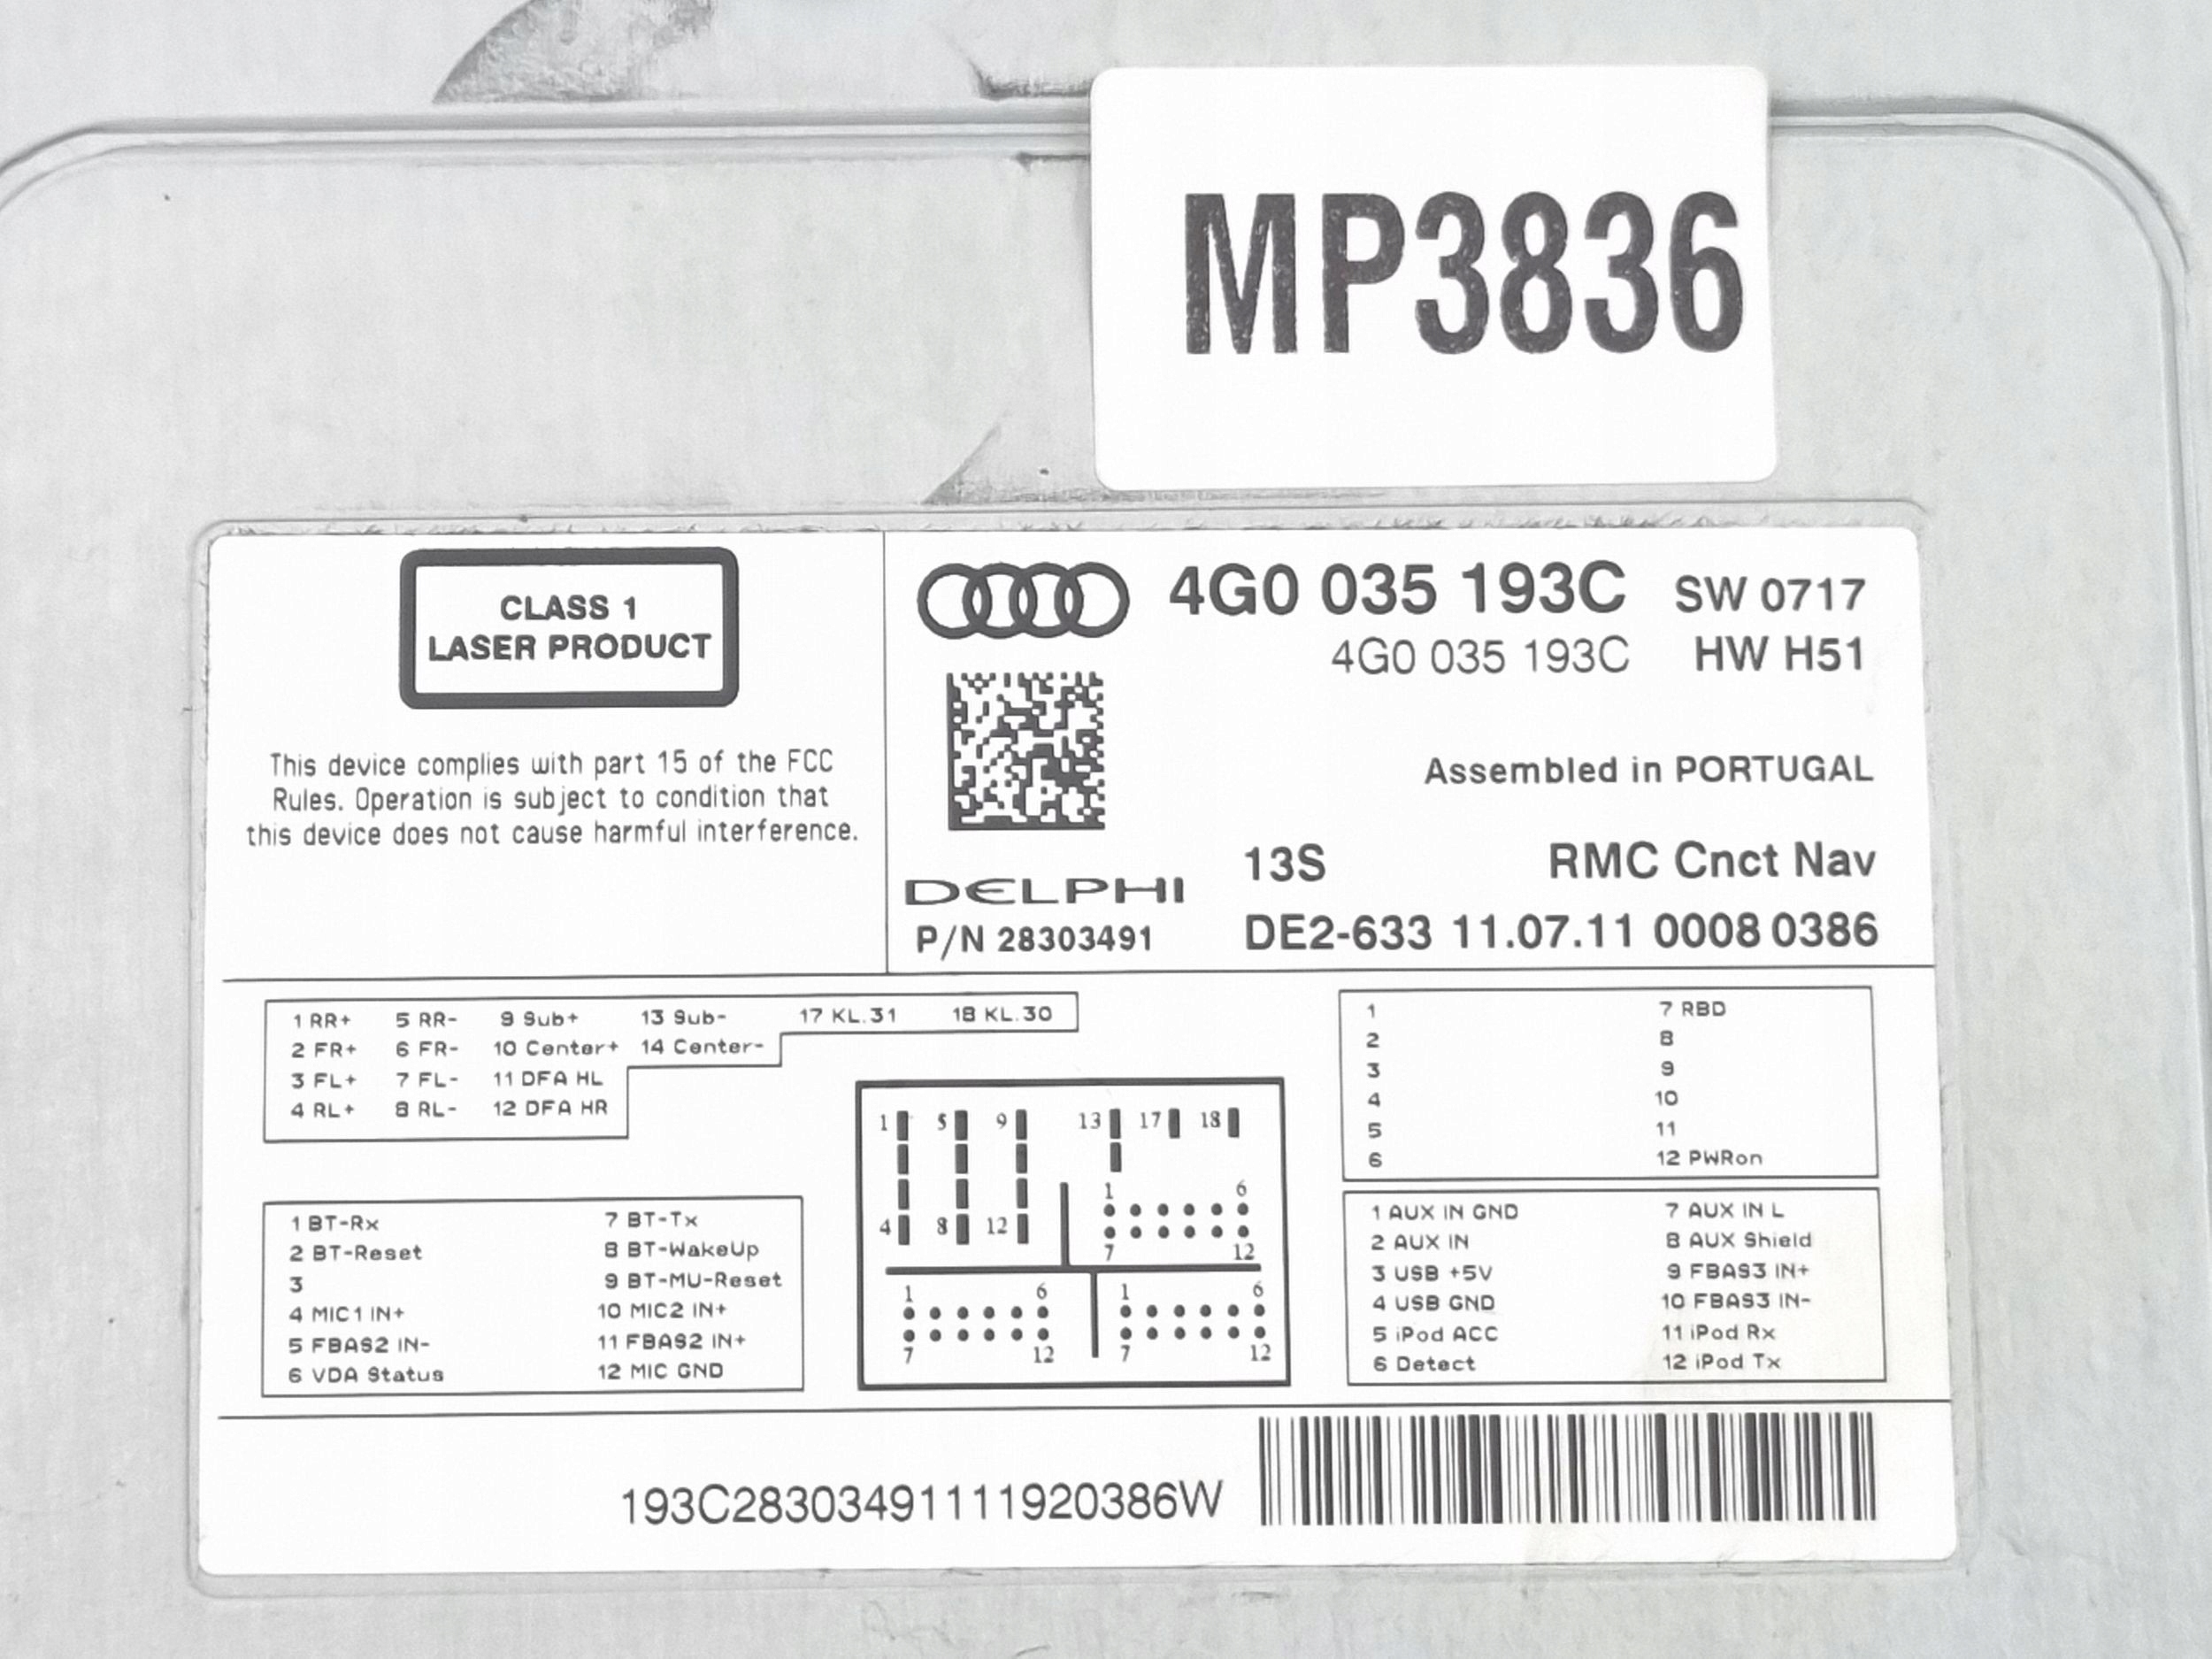 MP3836
CLASS 1
LASER PRODUCT
This device complies with part 15 of the FCC
Rules. Operation is subject to condition that
this device does not cause harmful interference.
4G0 035 193C SW 0717
4G0 035 193C HW H51
Assembled in PORTUGAL
13S RMC Cnct Nav
DELPHI
P/N 28303491 DE2-633 11.07.11 0008 0386
1 RR+ 5 RR- 9 Sub+ 13 Sub- 17 KL.31 18 KL.30
2 FR+ 6 FR- 10 Center+ 14 Center-
3 FL+ 7 FL- 11 DFA HL
4 RL+ 8 RL- 12 DFA HR
1 BT-Rx 7 BT-Tx
2 BT-Reset 8 BT-WakeUp
3 9 BT-MU-Reset
4 MIC1 IN+ 10 MIC2 IN+
5 FBAS2 IN- 11 FBAS2 IN+
6 VDA Status 12 MIC GND
1 5 9 13 17 18
1 6
4 8 12
7 12
1 6 1 6
7 12 7 12
1 7 RBD
2 8
3 9
4 10
5 11
6 12 PWRon
1 AUX IN GND 7 AUX IN L
2 AUX IN 8 AUX Shield
3 USB +5V 9 FBAS3 IN+
4 USB GND 10 FBAS3 IN-
5 iPod ACC 11 iPod Rx
6 Detect 12 iPod Tx
193C28303491111920386W